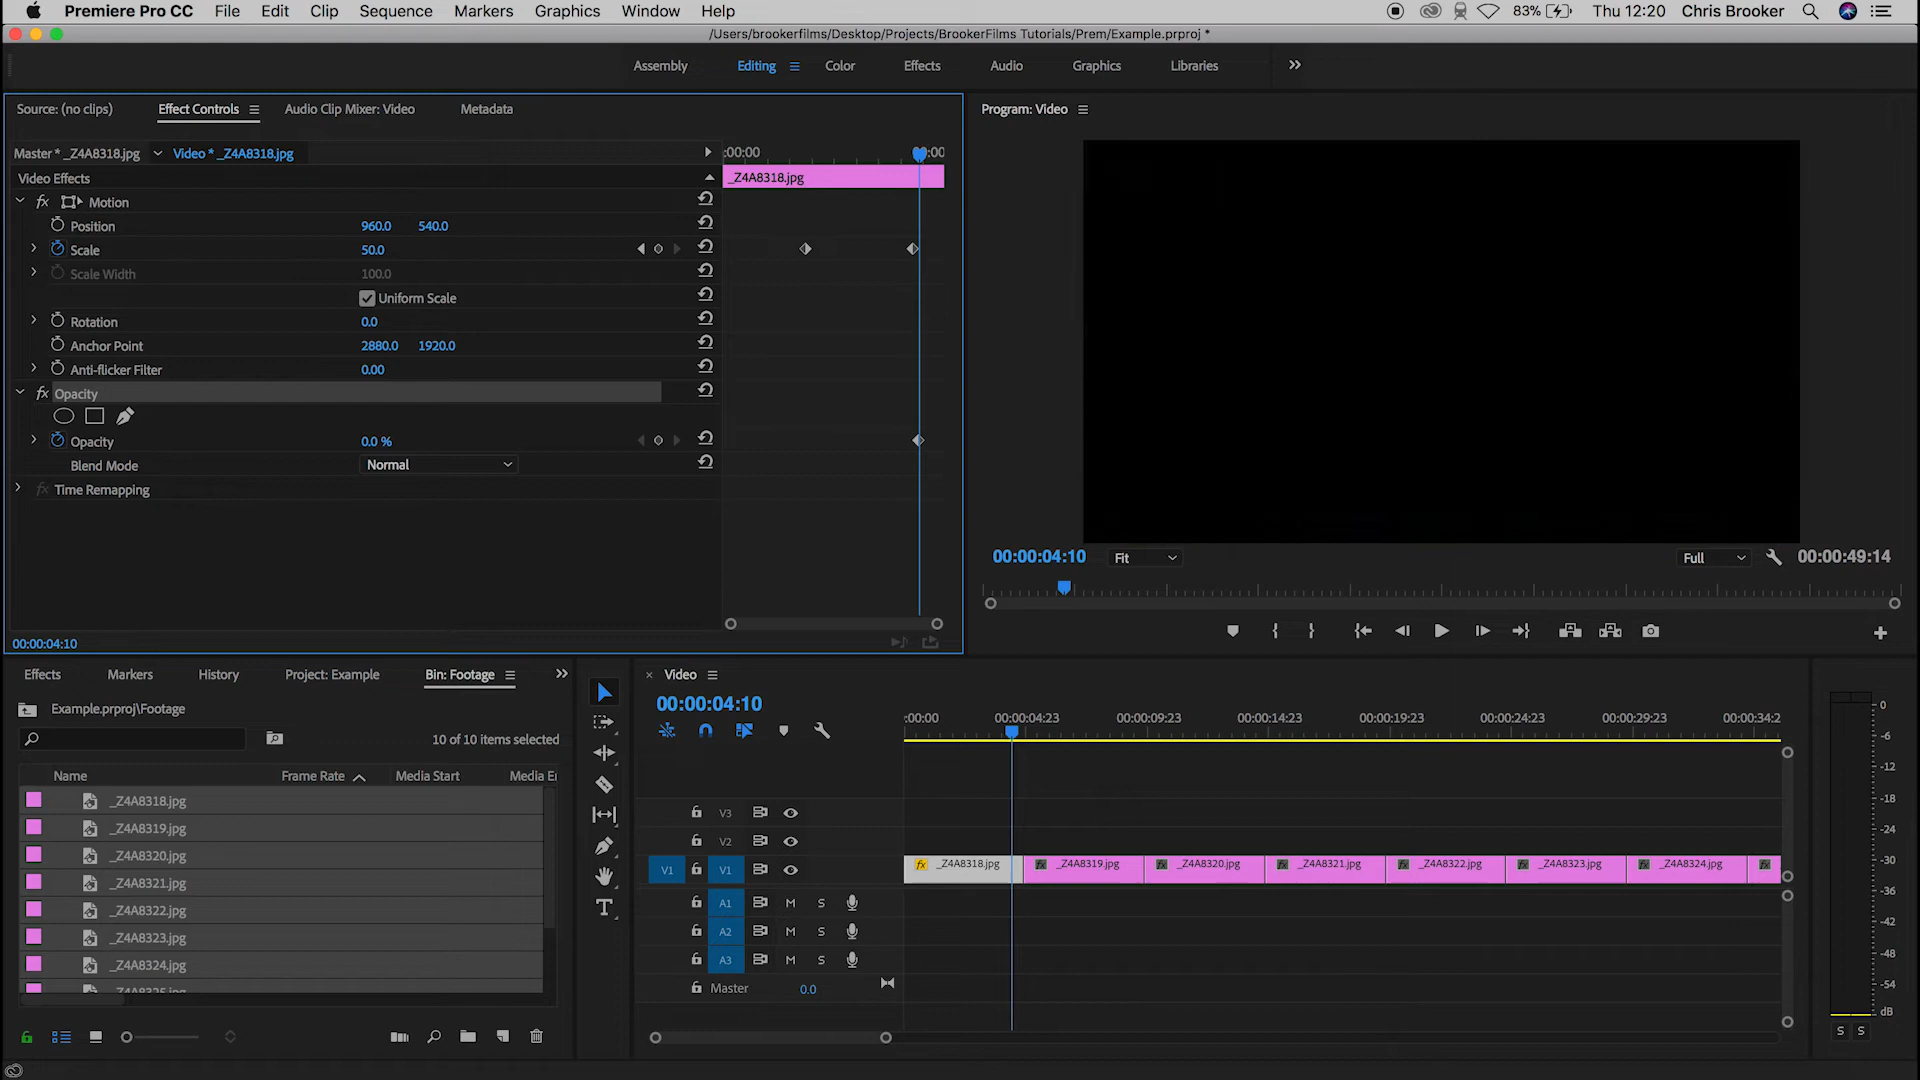 Premiere Pro CC File Edit Clip Sequence Markers Graphics Window Help 83% Thu 12:20 Chris Brooker
/Users/brookerfilms/Desktop/Projects/BrookerFilms Tutorials/Prem/Example.prproj *
Assembly Editing Color Effects Audio Graphics Libraries
Source: (no clips) Effect Controls Audio Clip Mixer: Video Metadata
Master * _Z4A8318.jpg Video * _Z4A8318.jpg
:00:00 00:00
Video Effects
_Z4A8318.jpg
fx Motion
Position 960.0 540.0
Scale 50.0
Scale Width 100.0
Uniform Scale
Rotation 0.0
Anchor Point 2880.0 1920.0
Anti-flicker Filter 0.00
fx Opacity
Opacity 0.0 %
Blend Mode Normal
fx Time Remapping
00:00:04:10
Program: Video
00:00:04:10 Fit Full 00:00:49:14
Effects Markers History Project: Example Bin: Footage
Example.prproj\Footage
10 of 10 items selected
Name Frame Rate Media Start Media Er
_Z4A8318.jpg
_Z4A8319.jpg
_Z4A8320.jpg
_Z4A8321.jpg
_Z4A8322.jpg
_Z4A8323.jpg
_Z4A8324.jpg
_Z4A8325.jpg
Video
00:00:04:10
:00:00 00:00:04:23 00:00:09:23 00:00:14:23 00:00:19:23 00:00:24:23 00:00:29:23 00:00:34:2
V3
V2
V1 V1
fx _Z4A8318.jpg fx _Z4A8319.jpg fx _Z4A8320.jpg fx _Z4A8321.jpg fx _Z4A8322.jpg fx _Z4A8323.jpg fx _Z4A8324.jpg fx
A1 M S
A2 M S
A3 M S
Master 0.0
T
0
-6
-12
-18
-24
-30
-36
-42
-48
-54
dB
S S